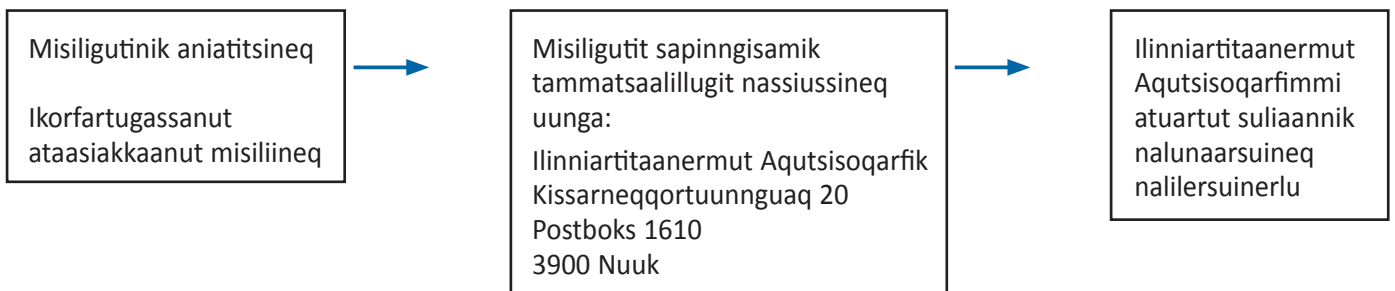 Misiligutinik aniatitsineq
Ikorfartugassanut
ataasiakkaanut misiliineq
Misiligutit sapinngisamik
tammatsaalillugit nassiussineq
uunga:
Ilinniartitaanermut Aqutsisoqarfik
Kissarneqqortuunnguaq 20
Postboks 1610
3900 Nuuk
Ilinniartitaanermut
Aqutsisoqarfimmi
atuartut suliaannik
nalunaarsuineq
nalilersuinerlu